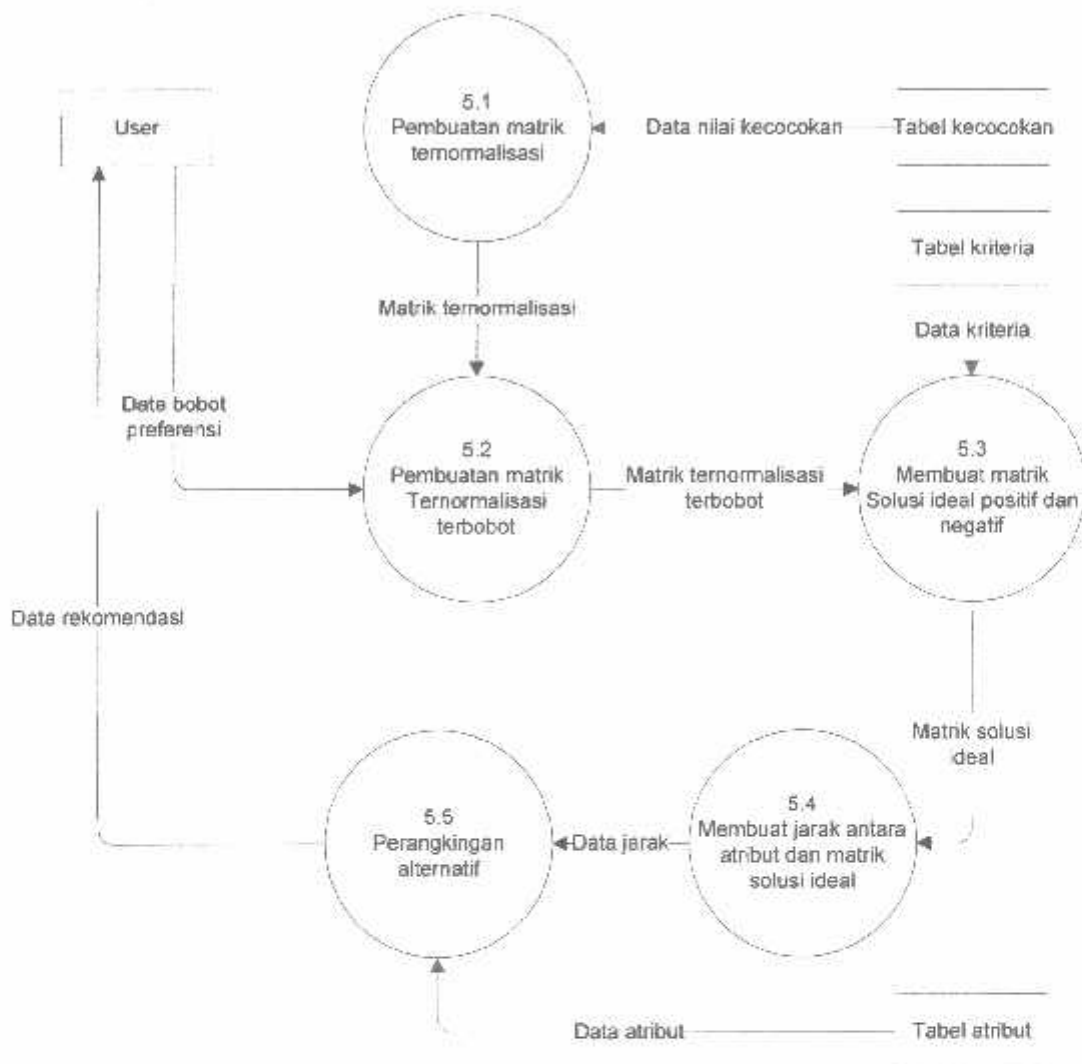 5.1
Pembuatan matrik
ternormalisasi
User
Data nilai kecocokan
Tabel kecocokan
Tabel kriteria
Matrik ternormalisasi
Data kriteria
Data bobot
preferensi
5.2
Pembuatan matrik
Ternormalisasi
terbobot
Matrik ternormalisasi
terbobot
5.3
Membuat matrik
Solusi ideal positif dan
negatif
Data rekomendasi
Matrik solusi
ideal
5.5
Perangkingan
alternatif
Data jarak
5.4
Membuat jarak antara
atribut dan matrik
solusi ideal
Data atribut
Tabel atribut